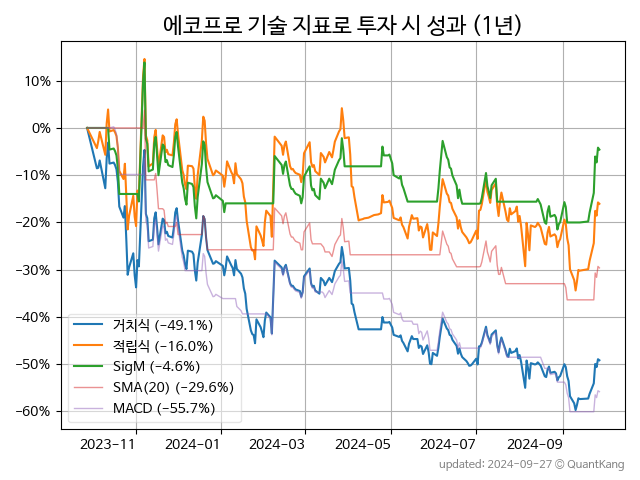 에코프로 기술 지표로 투자 시 성과 (1년)
10%
0%
−10%
−20%
−30%
−40%
−50%
−60%
거치식 (−49.1%)
적립식 (−16.0%)
SigM (−4.6%)
SMA(20) (−29.6%)
MACD (−55.7%)
2023−11 2024−01 2024−03 2024−05 2024−07 2024−09
updated: 2024−09−27 © QuantKang